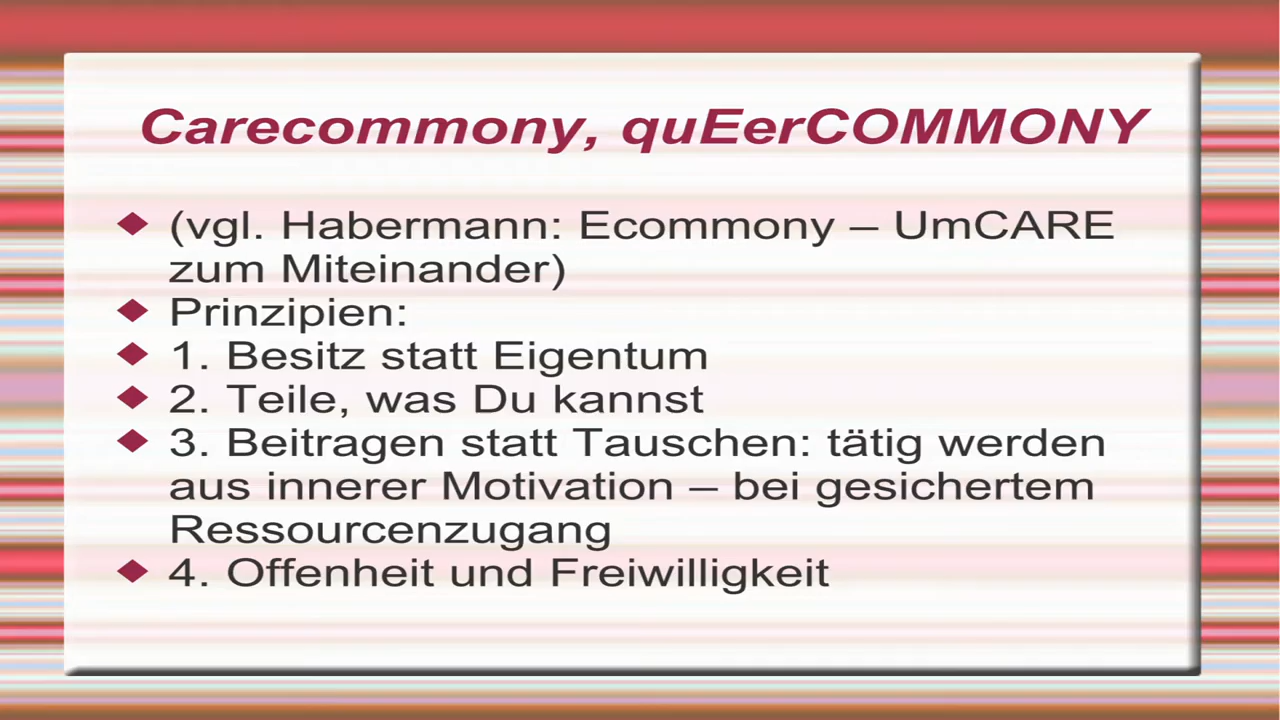 Carecommony, quEerCOMMONY
(vgl. Habermann: Ecommony – UmCARE
zum Miteinander)
Prinzipien:
1. Besitz statt Eigentum
2. Teile, was Du kannst
3. Beitragen statt Tauschen: tätig werden
aus innerer Motivation – bei gesichertem
Ressourcenzugang
4. Offenheit und Freiwilligkeit